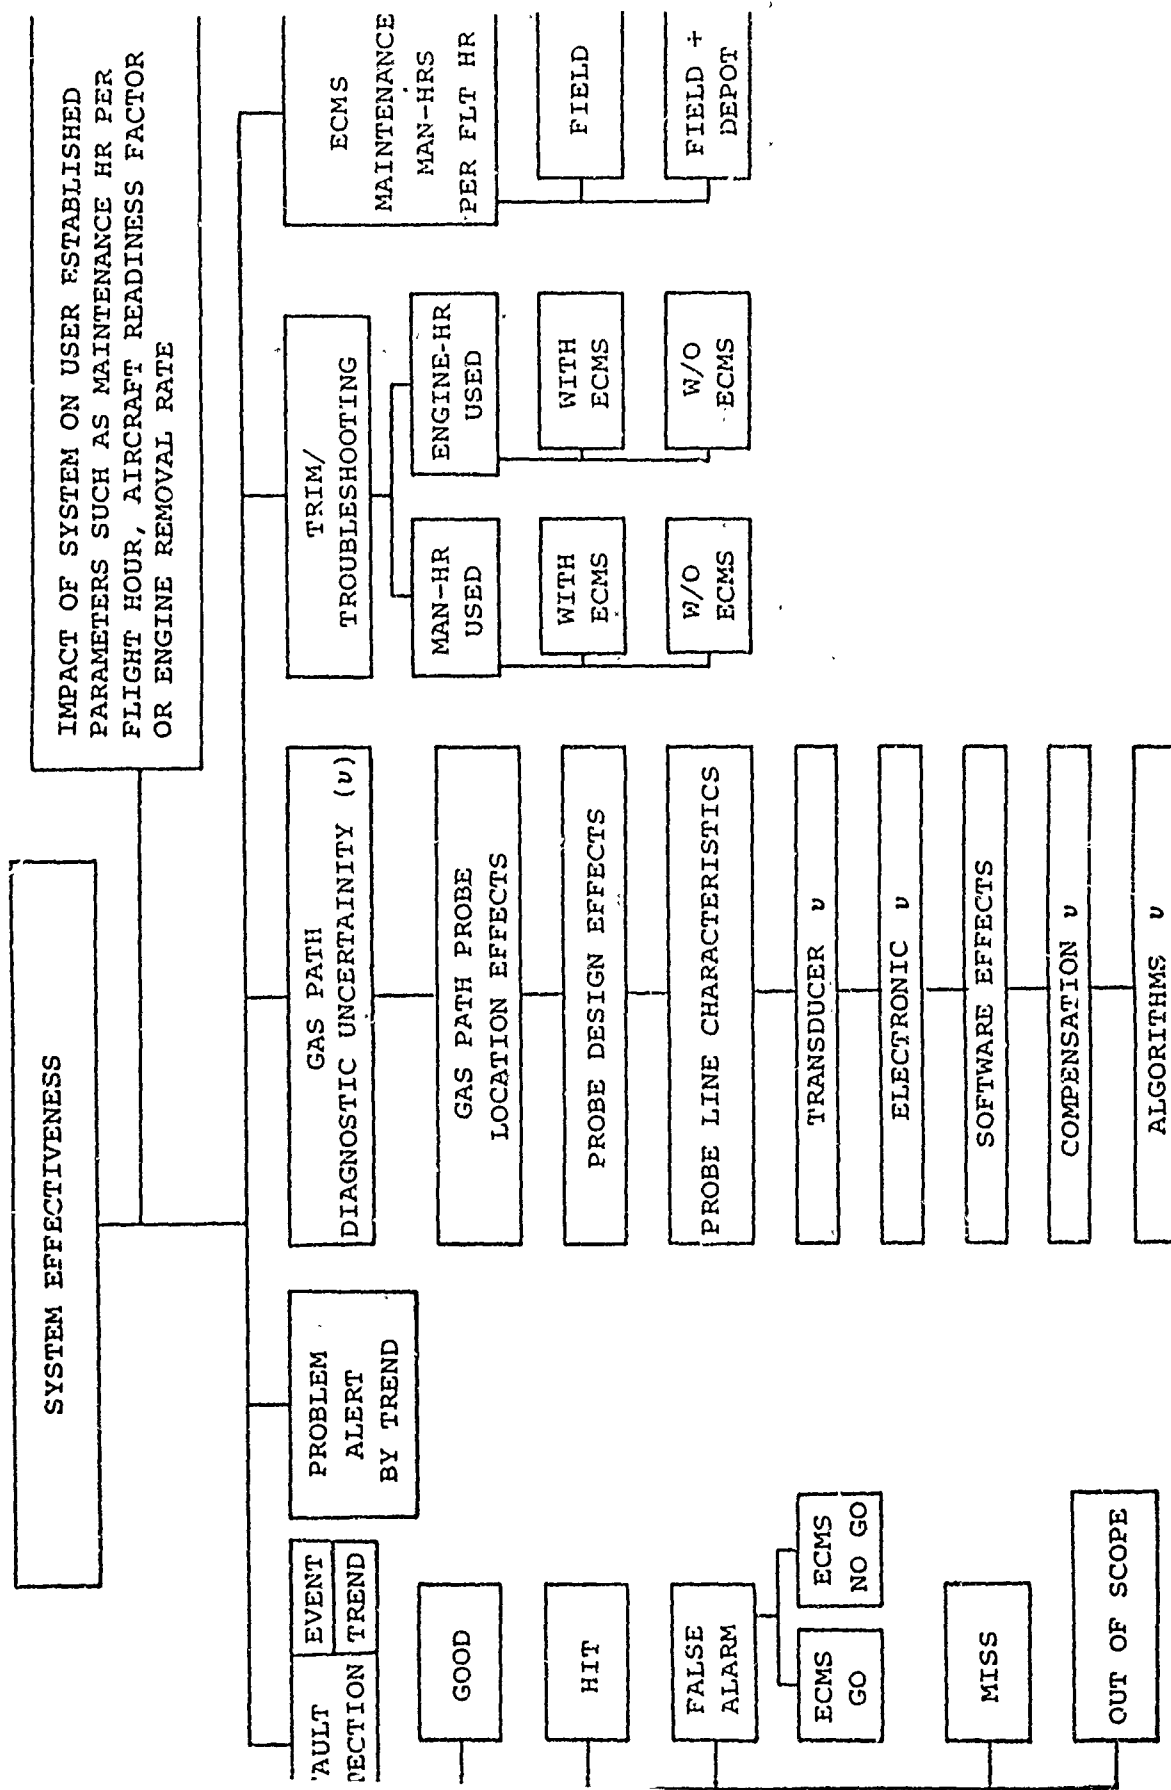 SYSTEM EFFECTIVENESS
IMPACT OF SYSTEM ON USER ESTABLISHED
PARAMETERS SUCH AS MAINTENANCE HR PER
FLIGHT HOUR, AIRCRAFT READINESS FACTOR
OR ENGINE REMOVAL RATE
'AULT
TECTION
EVENT
TREND
GOOD
HIT
FALSE
ALARM
ECMS
GO
ECMS
NO GO
MISS
OUT OF SCOPE
PROBLEM
ALERT
BY TREND
GAS PATH
DIAGNOSTIC UNCERTAINITY (υ)
GAS PATH PROBE
LOCATION EFFECTS
PROBE DESIGN EFFECTS
PROBE LINE CHARACTERISTICS
TRANSDUCER υ
ELECTRONIC υ
SOFTWARE EFFECTS
COMPENSATION υ
ALGORITHMS υ
TRIM/
TROUBLESHOOTING
MAN-HR
USED
WITH
ECMS
W/O
ECMS
ENGINE-HR
USED
WITH
ECMS
W/O
ECMS
ECMS
MAINTENANCE
MAN-HRS
PER FLT HR
FIELD
FIELD +
DEPOT